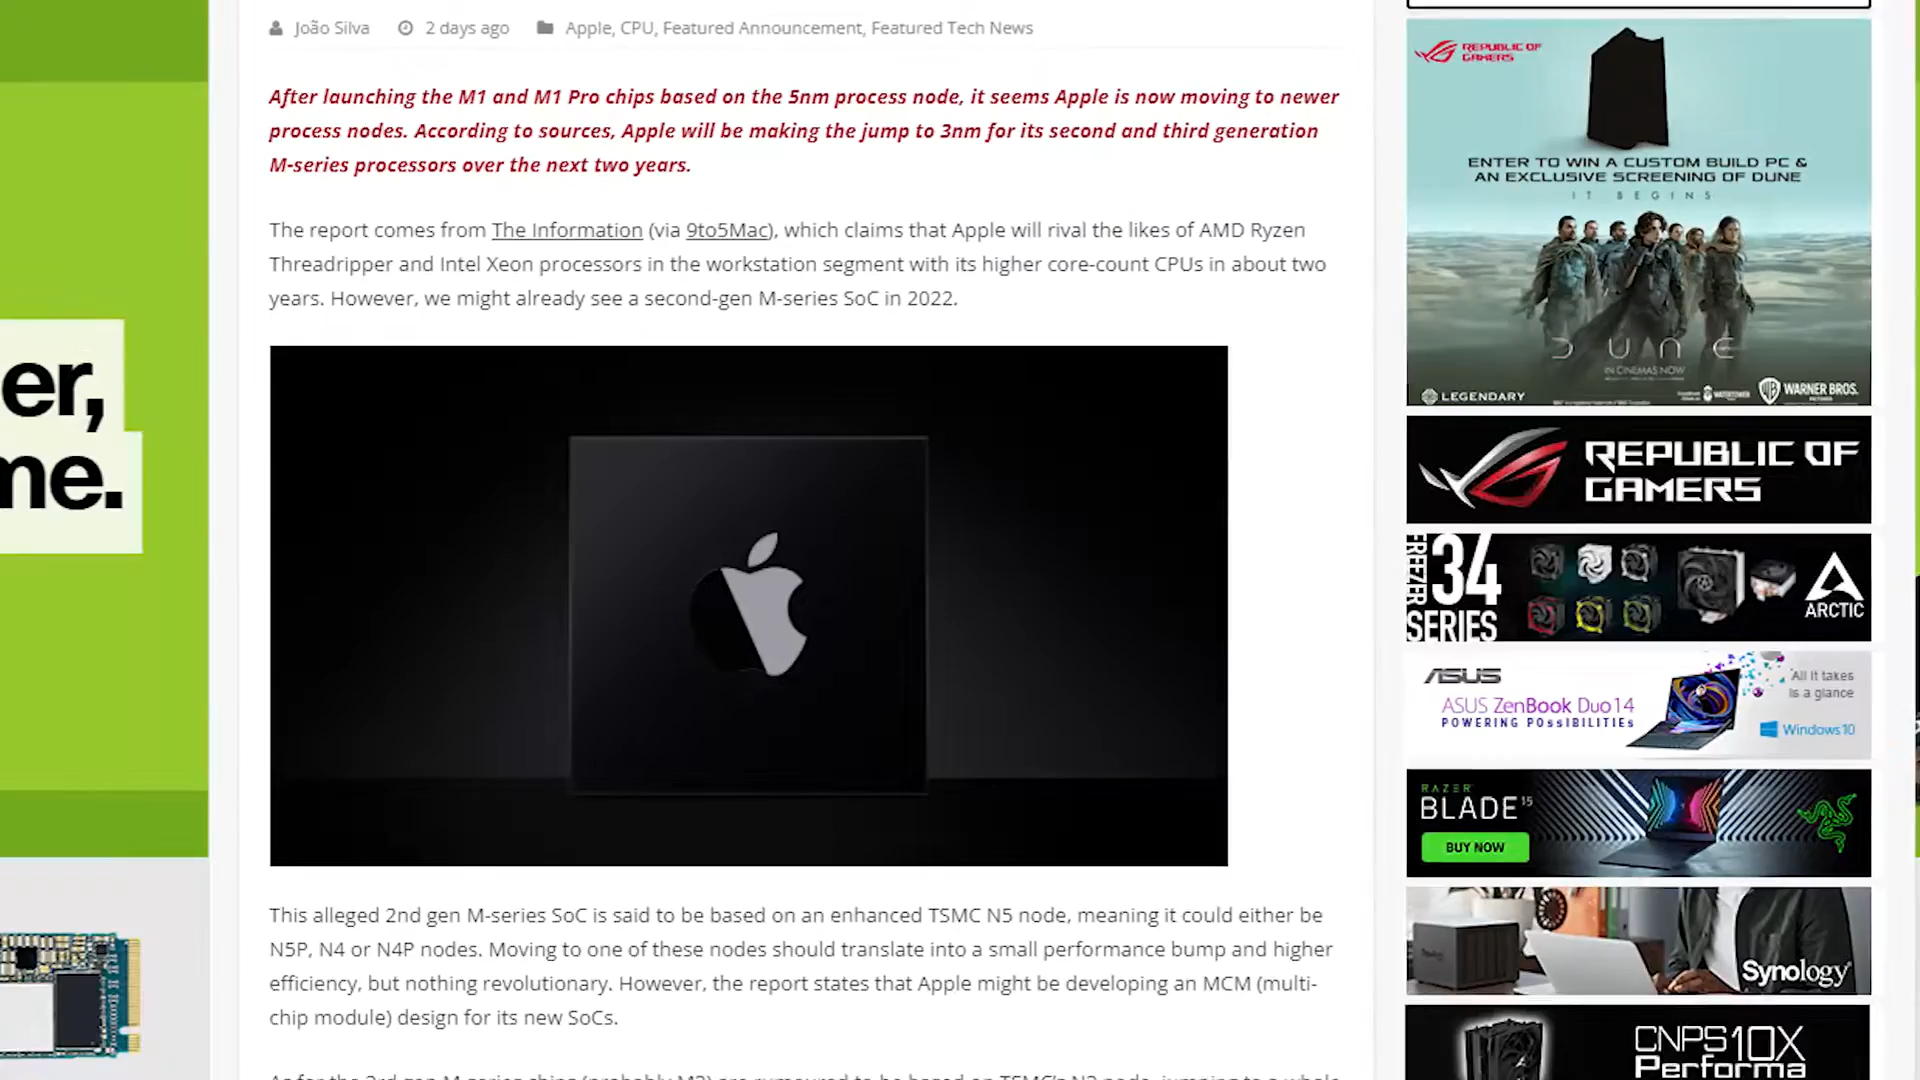 João Silva 2 days ago Apple, CPU, Featured Announcement, Featured Tech News
After launching the M1 and M1 Pro chips based on the 5nm process node, it seems Apple is now moving to newer
process nodes. According to sources, Apple will be making the jump to 3nm for its second and third generation
M-series processors over the next two years.
The report comes from The Information (via 9to5Mac), which claims that Apple will rival the likes of AMD Ryzen
Threadripper and Intel Xeon processors in the workstation segment with its higher core-count CPUs in about two
years. However, we might already see a second-gen M-series SoC in 2022.
er,
me.
This alleged 2nd gen M-series SoC is said to be based on an enhanced TSMC N5 node, meaning it could either be
N5P, N4 or N4P nodes. Moving to one of these nodes should translate into a small performance bump and higher
efficiency, but nothing revolutionary. However, the report states that Apple might be developing an MCM (multi-
chip module) design for its new SoCs.
REPUBLIC OF
GAMERS
ENTER TO WIN A CUSTOM BUILD PC &
AN EXCLUSIVE SCREENING OF DUNE
IT BEGINS
DUNE
IN CINEMAS NOW
LEGENDARY
WARNER BROS.
REPUBLIC OF
GAMERS
FREEZER
34
SERIES
ARCTIC
ASUS
ASUS ZenBook Duo 14
POWERING POSSIBILITIES
All it takes
is a glance
Windows10
RAZER
BLADE 15
BUY NOW
Synology
CNPS10X
Performa